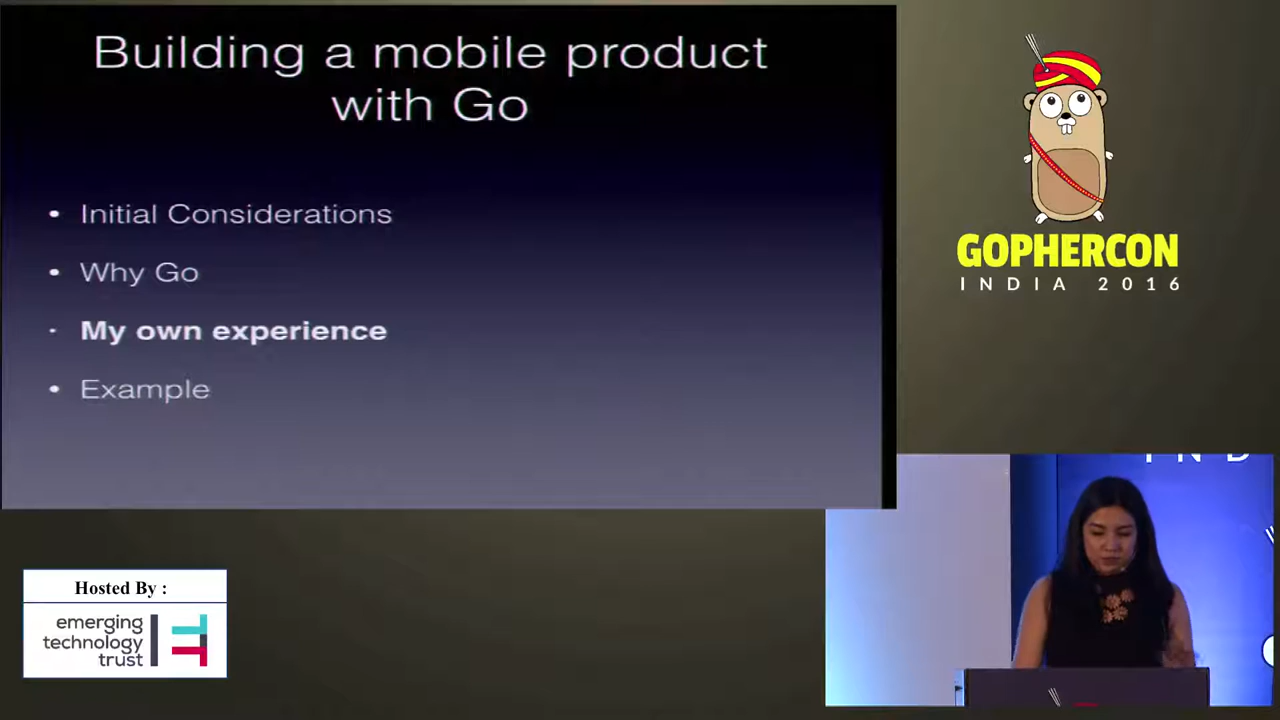 Building a mobile product
with Go
• Initial Considerations
• Why Go
• My own experience
• Example
GOPHERCON
INDIA 2016
Hosted By :
emerging
technology
trust
I N D